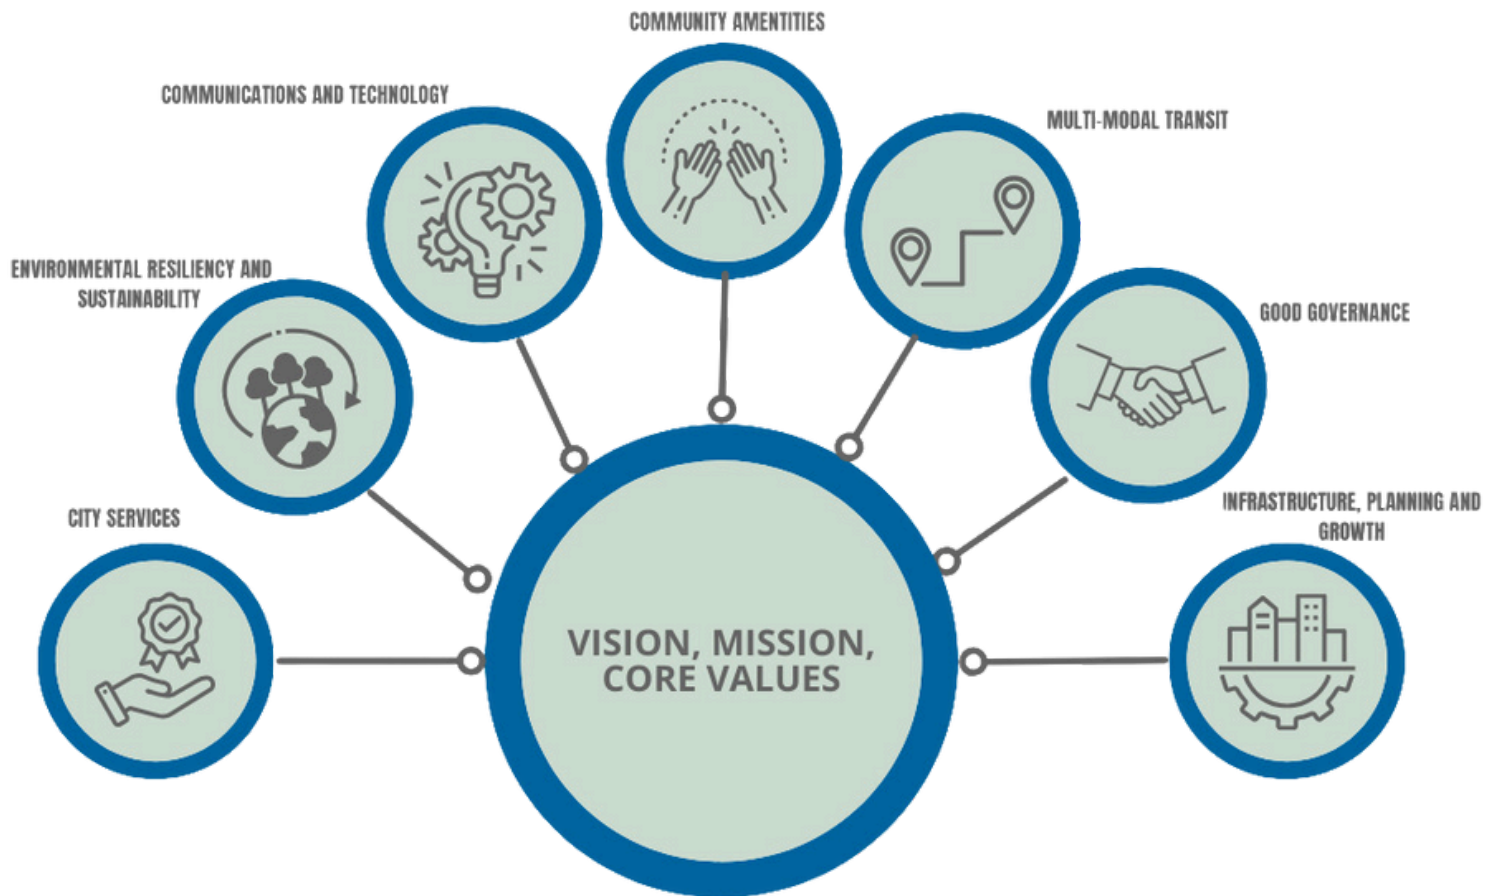 COMMUNITY AMENTITIES
COMMUNICATIONS AND TECHNOLOGY
MULTI-MODAL TRANSIT
ENVIRONMENTAL RESILIENCY AND
SUSTAINABILITY
GOOD GOVERNANCE
CITY SERVICES
INFRASTRUCTURE, PLANNING AND
GROWTH
VISION, MISSION,
CORE VALUES